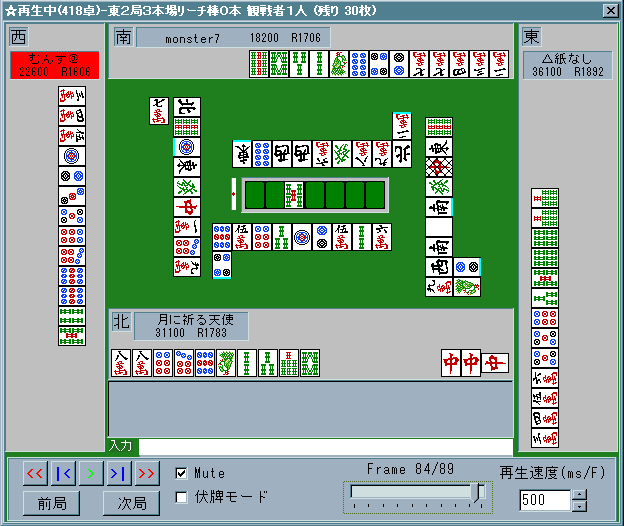 ★再生中(418卓)-東2局3本場リーチ棒0本 観戦者1人 (残り 30枚)
西
むんず@
22600 R1606
南
monster7 18200 R1706
東
△紙なし
36100 R1892
北
月に祈る天使
31100 R1783
入力
<< |< > >| >>
前局 次局
Mute
伏牌モード
Frame 84/89
再生速度(ms/F)
500